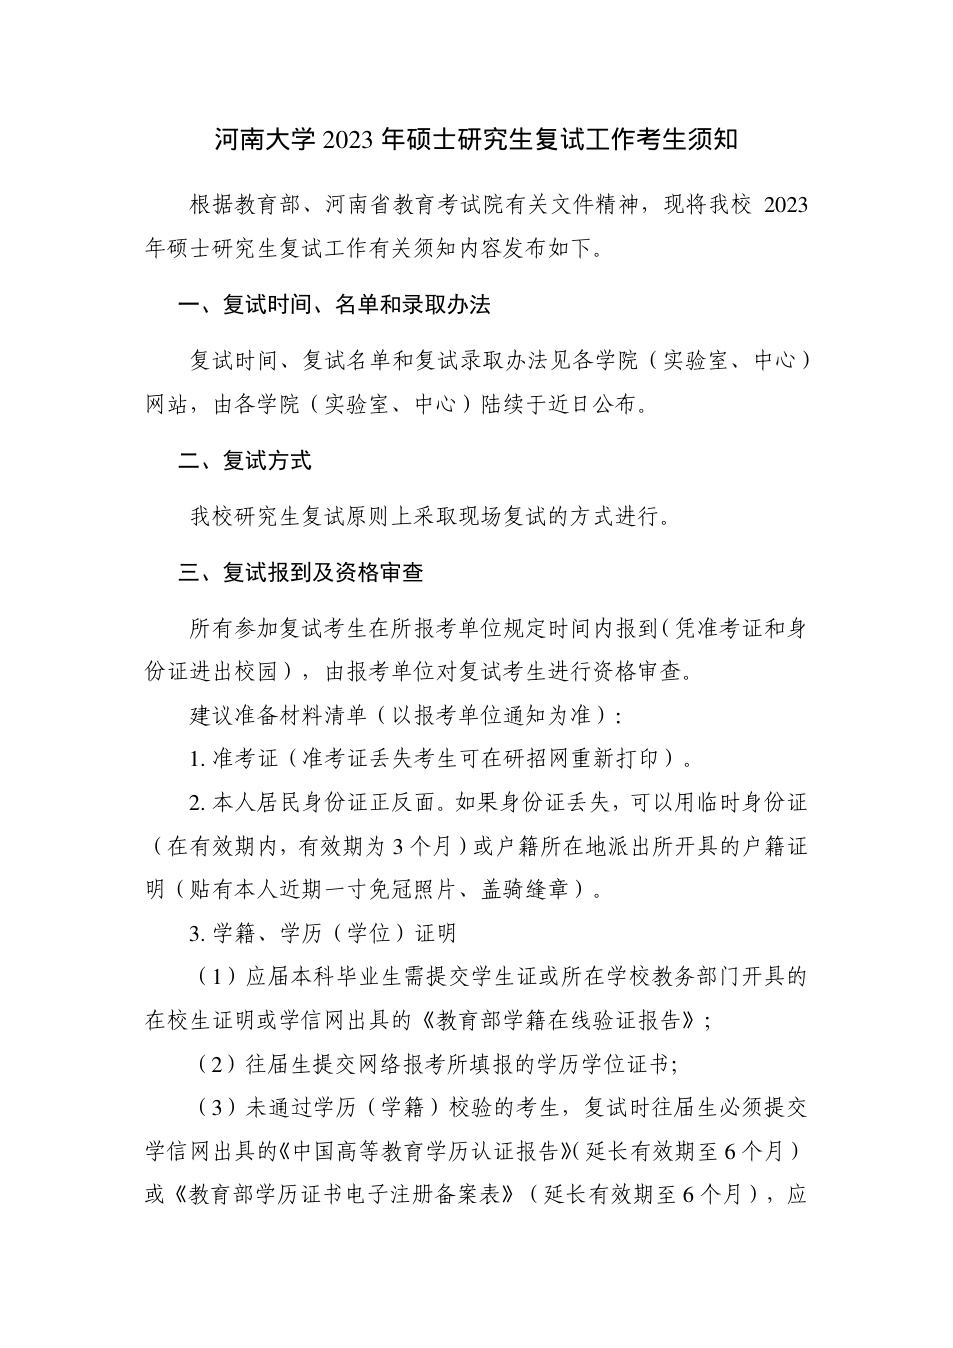 河南大学 2023 年硕士研究生复试工作考生须知
根据教育部、河南省教育考试院有关文件精神，现将我校 2023
年硕士研究生复试工作有关须知内容发布如下。
一、复试时间、名单和录取办法
复试时间、复试名单和复试录取办法见各学院（实验室、中心）
网站，由各学院（实验室、中心）陆续于近日公布。
二、复试方式
我校研究生复试原则上采取现场复试的方式进行。
三、复试报到及资格审查
所有参加复试考生在所报考单位规定时间内报到（凭准考证和身
份证进出校园），由报考单位对复试考生进行资格审查。
建议准备材料清单（以报考单位通知为准）：
1. 准考证（准考证丢失考生可在研招网重新打印）。
2. 本人居民身份证正反面。如果身份证丢失，可以用临时身份证
（在有效期内，有效期为 3 个月）或户籍所在地派出所开具的户籍证
明（贴有本人近期一寸免冠照片、盖骑缝章）。
3. 学籍、学历（学位）证明
（1）应届本科毕业生需提交学生证或所在学校教务部门开具的
在校生证明或学信网出具的《教育部学籍在线验证报告》；
（2）往届生提交网络报考所填报的学历学位证书；
（3）未通过学历（学籍）校验的考生，复试时往届生必须提交
学信网出具的《中国高等教育学历认证报告》（延长有效期至 6 个月）
或《教育部学历证书电子注册备案表》（延长有效期至 6 个月），应